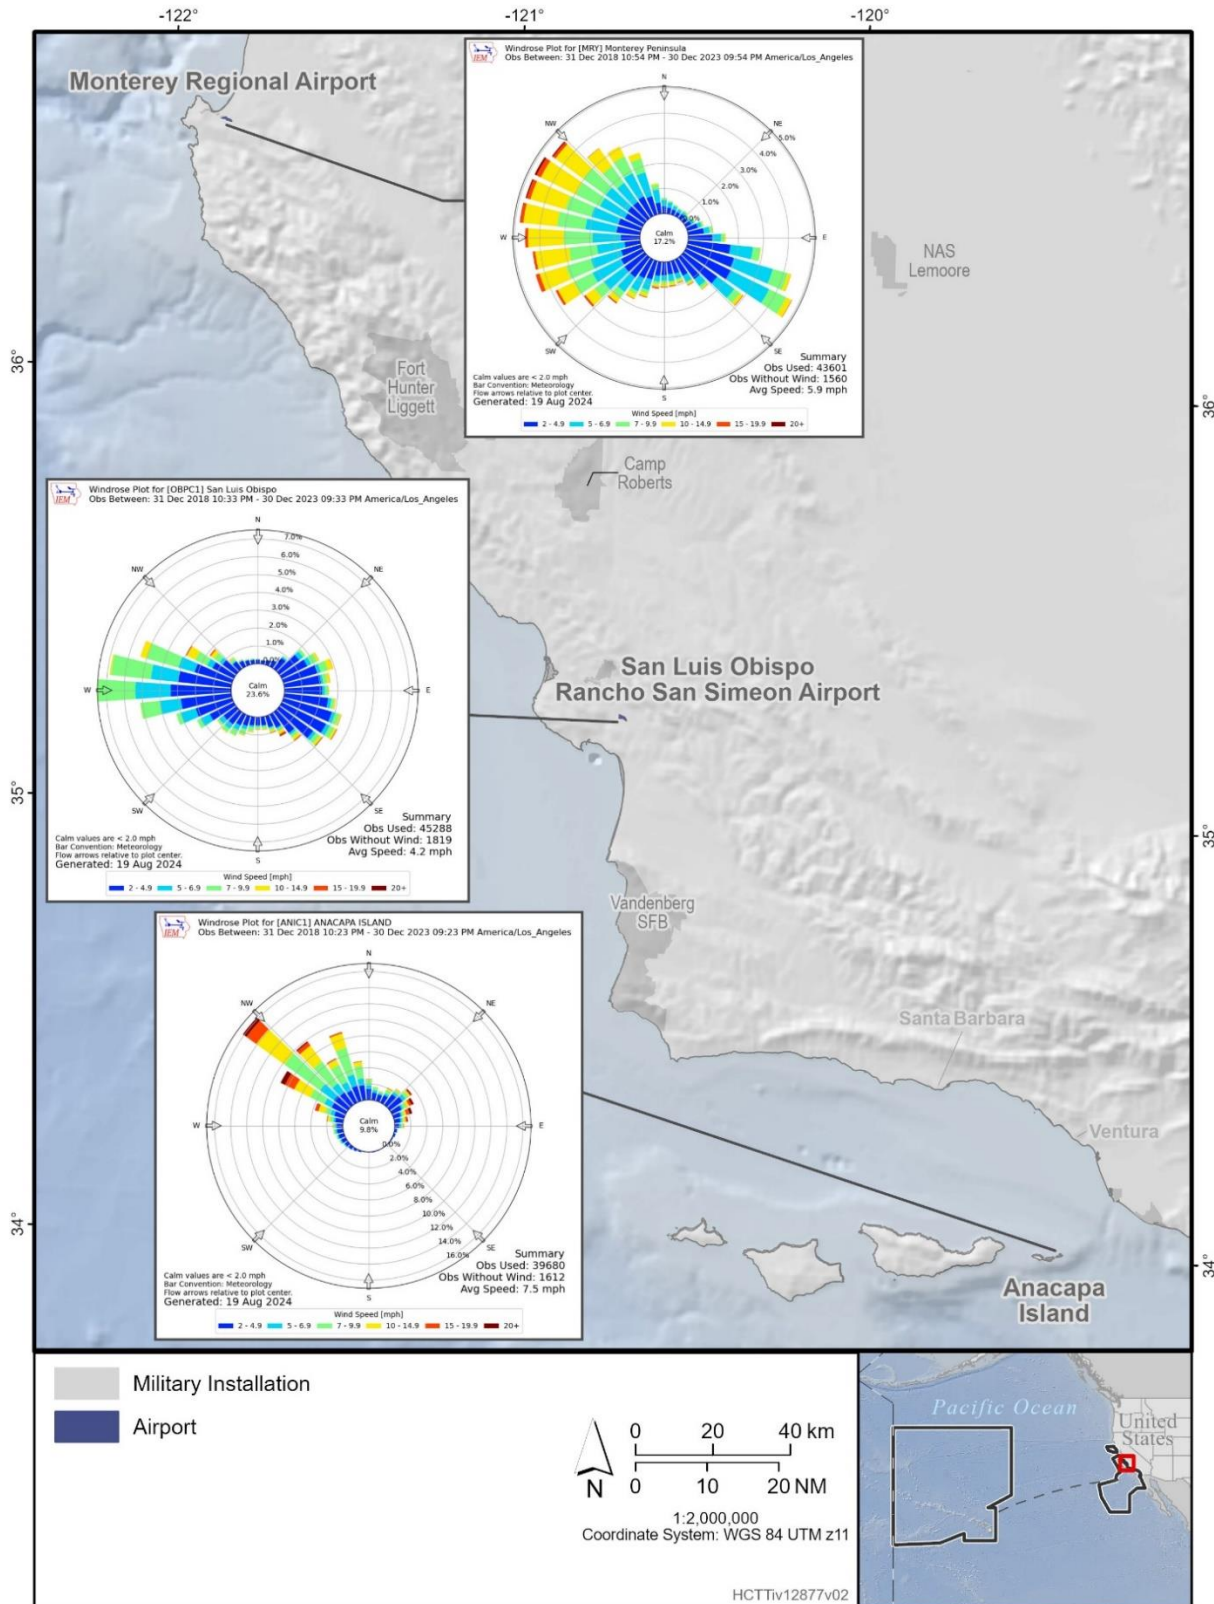 -122°
-121°
-120°
Monterey Regional Airport
IEM
Windrose Plot for [MRY] Monterey Peninsula
Obs Between: 31 Dec 2018 10:54 PM - 30 Dec 2023 09:54 PM America/Los_Angeles
N
NW
NE
5.0%
4.0%
3.0%
2.0%
1.0%
Calm
17.2%
W
E
SW
SE
S
Summary
Obs Used: 43601
Obs Without Wind: 1560
Avg Speed: 5.9 mph
Calm values are < 2.0 mph
Bar Convention: Meteorology
Flow arrows relative to plot center.
Generated: 19 Aug 2024
Wind Speed [mph]
2 - 4.9 5 - 6.9 7 - 9.9 10 - 14.9 15 - 19.9 20+
NAS
Lemoore
36°
36°
Fort
Hunter
Liggett
Camp
Roberts
IEM
Windrose Plot for [OBPC1] San Luis Obispo
Obs Between: 31 Dec 2018 10:33 PM - 30 Dec 2023 09:33 PM America/Los_Angeles
N
7.0%
6.0%
5.0%
4.0%
3.0%
2.0%
1.0%
0.0%
NW
NE
Calm
23.6%
W
E
SW
SE
S
Summary
Obs Used: 45288
Obs Without Wind: 1819
Avg Speed: 4.2 mph
Calm values are < 2.0 mph
Bar Convention: Meteorology
Flow arrows relative to plot center.
Generated: 19 Aug 2024
Wind Speed [mph]
2 - 4.9 5 - 6.9 7 - 9.9 10 - 14.9 15 - 19.9 20+
San Luis Obispo
Rancho San Simeon Airport
35°
35°
Vandenberg
SFB
IEM
Windrose Plot for [ANIC1] ANACAPA ISLAND
Obs Between: 31 Dec 2018 10:23 PM - 30 Dec 2023 09:23 PM America/Los_Angeles
N
NW
NE
Calm
9.8%
W
E
0.0%
2.0%
4.0%
6.0%
8.0%
10.0%
12.0%
14.0%
16.0%
SW
SE
S
Summary
Obs Used: 39680
Obs Without Wind: 1612
Avg Speed: 7.5 mph
Calm values are < 2.0 mph
Bar Convention: Meteorology
Flow arrows relative to plot center.
Generated: 19 Aug 2024
Wind Speed [mph]
2 - 4.9 5 - 6.9 7 - 9.9 10 - 14.9 15 - 19.9 20+
Santa Barbara
Ventura
34°
34°
Anacapa
Island
Military Installation
Airport
N
0 20 40 km
0 10 20 NM
1:2,000,000
Coordinate System: WGS 84 UTM z11
HCTTiv12877v02
Pacific Ocean
United
States